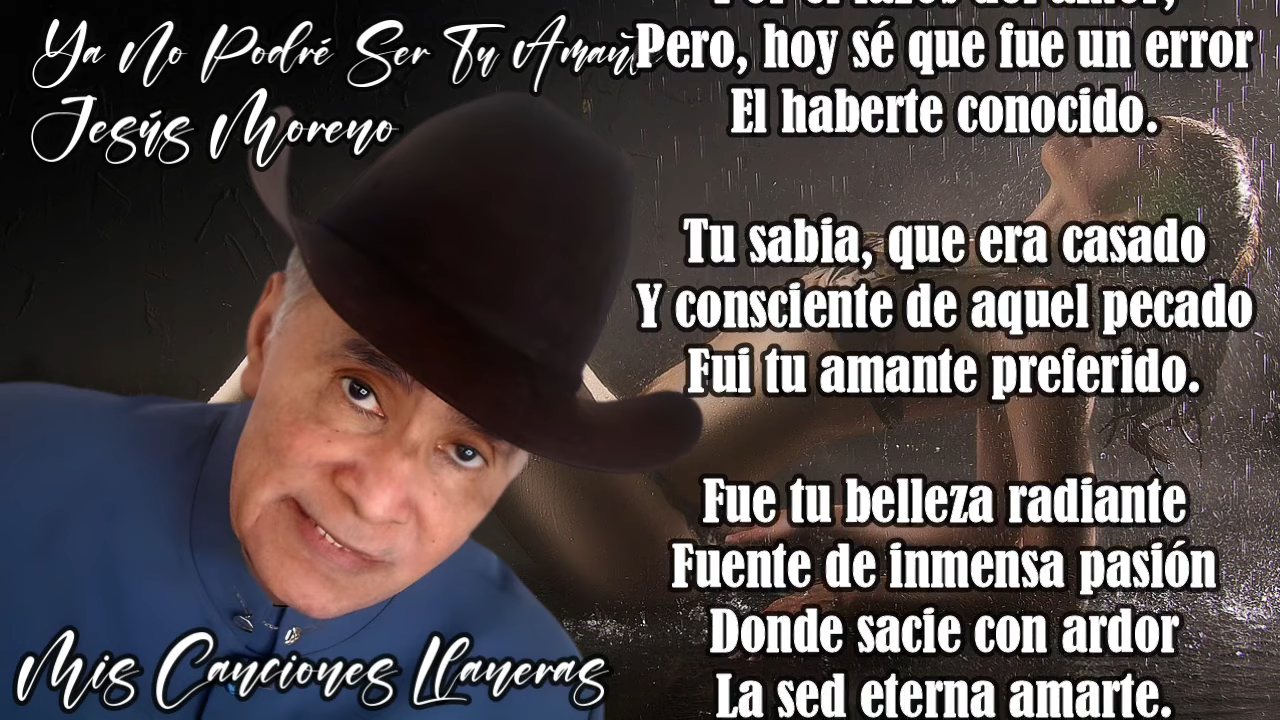 Ya No Podré Ser Tu
Jesús Moreno
Pero, hoy sé que fue un error
El haberte conocido.
Tu sabia, que era casado
Y consciente de aquel pecado
Fui tu amante preferido.
Fue tu belleza radiante
Fuente de inmensa pasión
Donde sacie con ardor
La sed eterna amarte.
Mis Canciones Llaneras